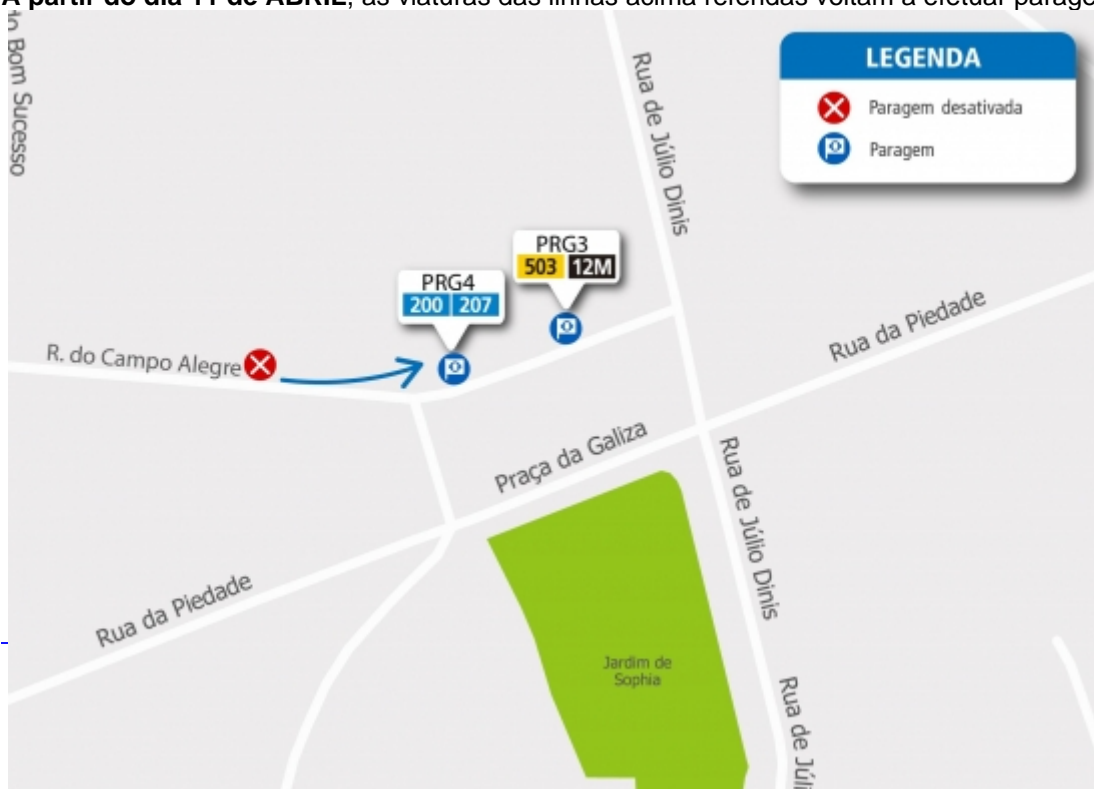 A partir do dia 11 de ABRIL, as viaturas das linhas acima referidas voltam a efetuar parage
do Bom Sucesso
Rua de Júlio Dinis
LEGENDA
Paragem desativada
Paragem
PRG3
503 12M
PRG4
200 207
R. do Campo Alegre
Rua da Piedade
Praça da Galiza
Rua de Júlio Dinis
Rua da Piedade
Jardim de
Sophia
Rua de Júli